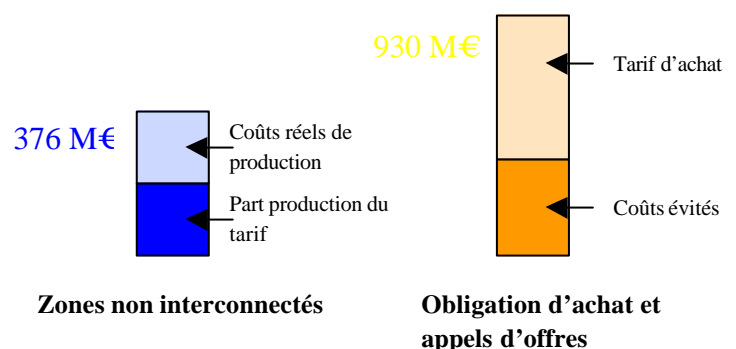 930 M€
Tarif d'achat
376 M€
Coûts réels de
production
Part production du
tarif
Coûts évités
Zones non interconnectés
Obligation d'achat et
appels d'offres